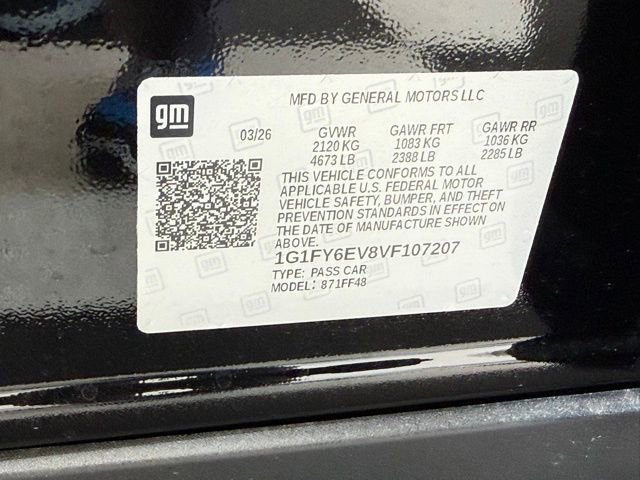 gm
MFD BY GENERAL MOTORS LLC
03/26 GVWR GAWR FRT GAWR RR
2120 KG 1083 KG 1036 KG
4673 LB 2388 LB 2285 LB
THIS VEHICLE CONFORMS TO ALL
APPLICABLE U.S. FEDERAL MOTOR
VEHICLE SAFETY, BUMPER, AND THEFT
PREVENTION STANDARDS IN EFFECT ON
THE DATE OF MANUFACTURE SHOWN
ABOVE.
1G1FY6EV8VF107207
TYPE: PASS CAR
MODEL: 871FF48